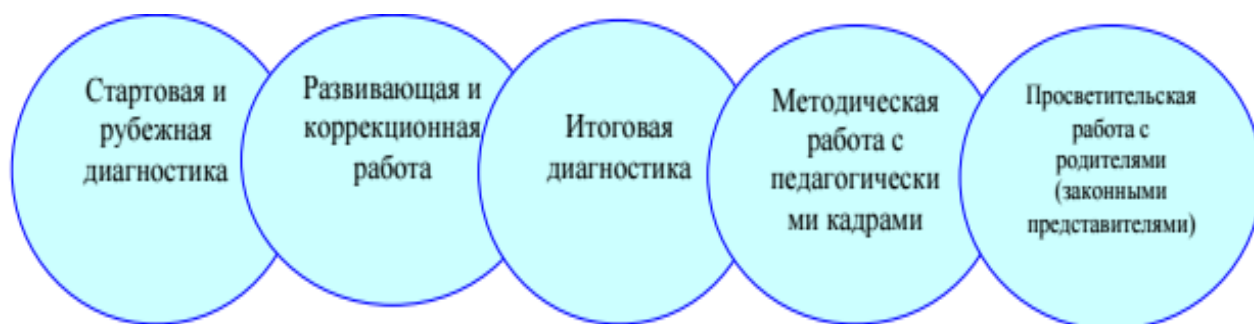 Стартовая и
рубежная
диагностика
Развивающая и
коррекционная
работа
Итоговая
диагностика
Методическая
работа с
педагогически
ми кадрами
Просветительская
работа с
родителями
(законными
представителями)